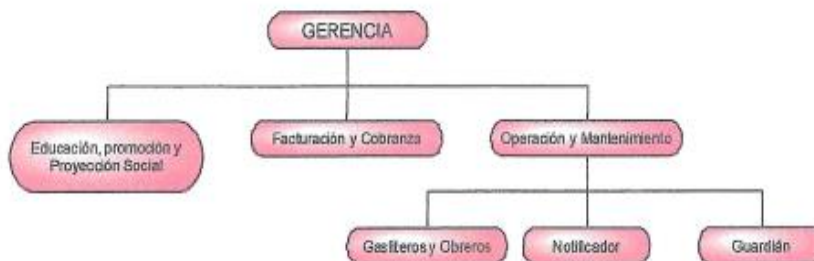 GERENCIA
Educación, promoción y
Proyección Social
Facturación y Cobranza
Operación y Mantenimiento
Gasfiteros y Obreros
Notificador
Guardián